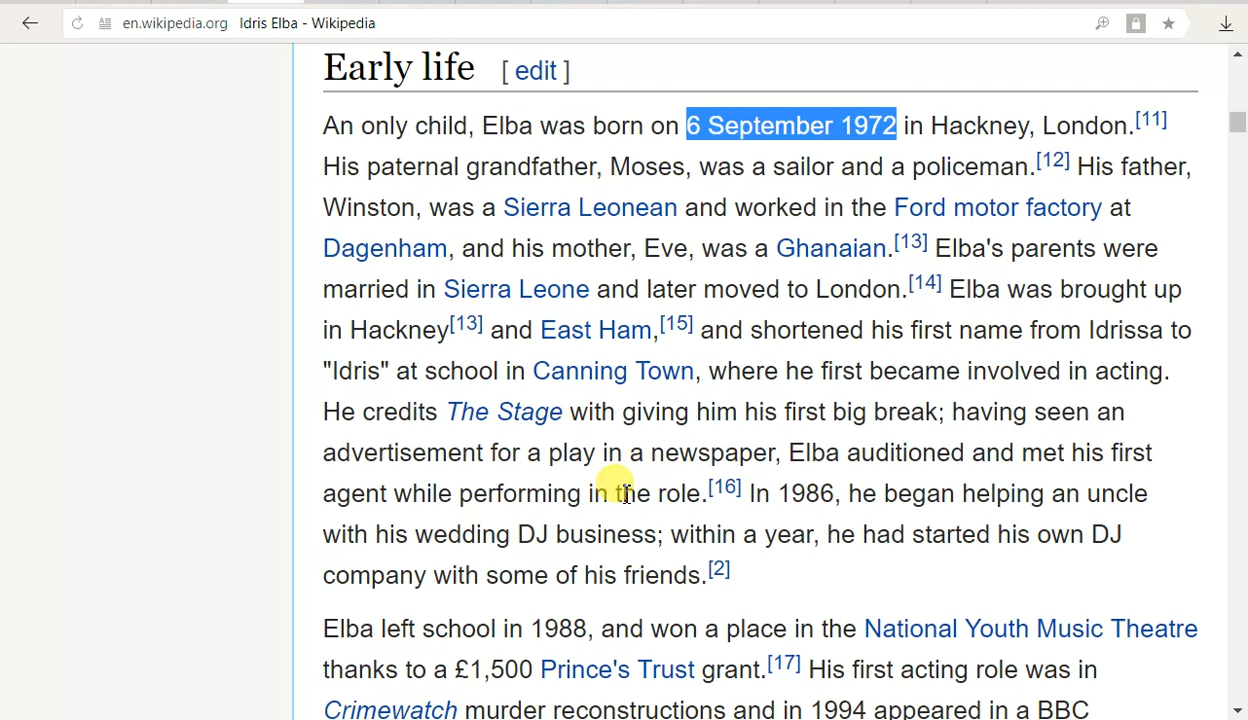 en.wikipedia.org Idris Elba - Wikipedia
Early life [ edit ]
An only child, Elba was born on 6 September 1972 in Hackney, London.[11]
His paternal grandfather, Moses, was a sailor and a policeman.[12] His father,
Winston, was a Sierra Leonean and worked in the Ford motor factory at
Dagenham, and his mother, Eve, was a Ghanaian.[13] Elba's parents were
married in Sierra Leone and later moved to London.[14] Elba was brought up
in Hackney[13] and East Ham,[15] and shortened his first name from Idrissa to
"Idris" at school in Canning Town, where he first became involved in acting.
He credits The Stage with giving him his first big break; having seen an
advertisement for a play in a newspaper, Elba auditioned and met his first
agent while performing in the role.[16] In 1986, he began helping an uncle
with his wedding DJ business; within a year, he had started his own DJ
company with some of his friends.[2]
Elba left school in 1988, and won a place in the National Youth Music Theatre
thanks to a £1,500 Prince's Trust grant.[17] His first acting role was in
Crimewatch murder reconstructions and in 1994 appeared in a BBC